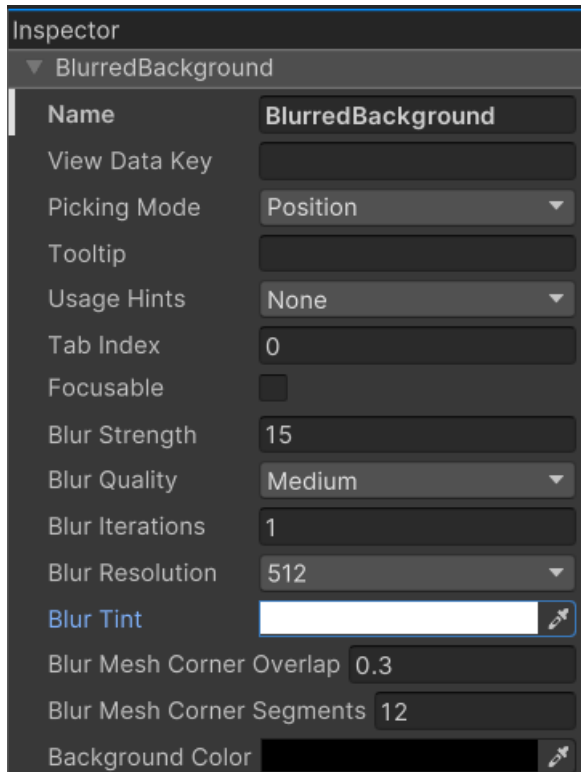 Inspector
BlurredBackground
Name BlurredBackground
View Data Key
Picking Mode Position
Tooltip
Usage Hints None
Tab Index 0
Focusable
Blur Strength 15
Blur Quality Medium
Blur Iterations 1
Blur Resolution 512
Blur Tint
Blur Mesh Corner Overlap 0.3
Blur Mesh Corner Segments 12
Background Color